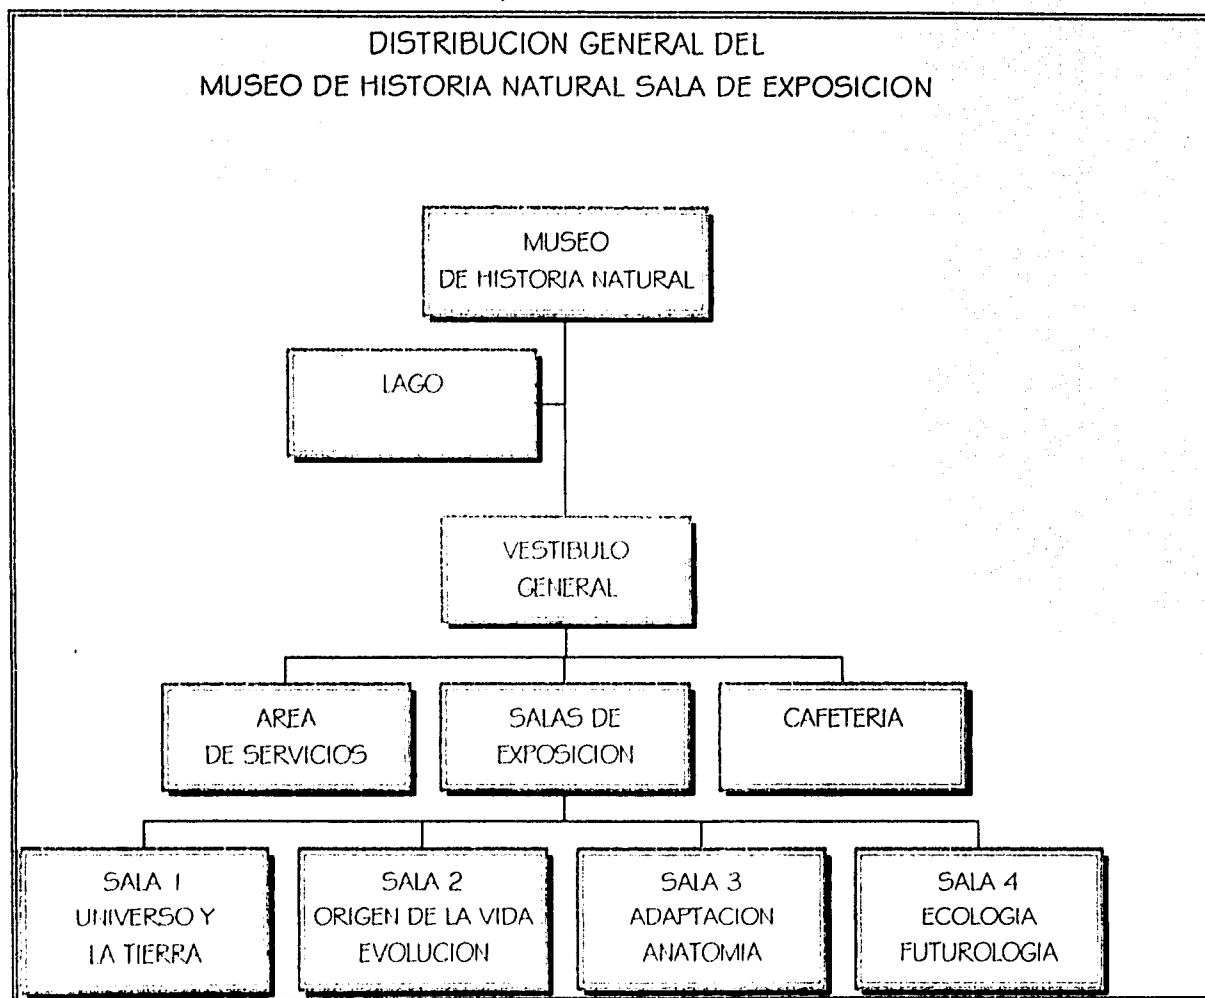 DISTRIBUCION GENERAL DEL
MUSEO DE HISTORIA NATURAL SALA DE EXPOSICION
MUSEO
DE HISTORIA NATURAL
LAGO
VESTIBULO
GENERAL
AREA
DE SERVICIOS
SALAS DE
EXPOSICION
CAFETERIA
SALA 1
UNIVERSO Y
LA TIERRA
SALA 2
ORIGEN DE LA VIDA
EVOLUCION
SALA 3
ADAPTACION
ANATOMIA
SALA 4
ECOLOGIA
FUTUROLOGIA